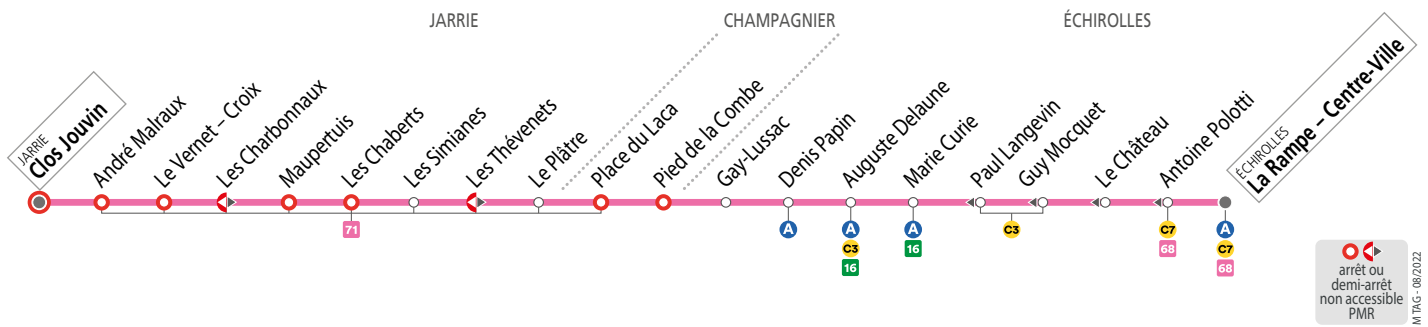 JARRIE
CHAMPAGNIER
ÉCHIROLLES
JARRIE
Clos Jouvin
André Malraux
Le Vernet – Croix
Les Charbonnaux
Maupertuis
Les Chaberts
Les Simianes
Les Thévenets
Le Plâtre
Place du Laca
Pied de la Combe
Gay-Lussac
Denis Papin
Auguste Delaune
Marie Curie
Paul Langevin
Guy Mocquet
Le Château
Antoine Polotti
ÉCHIROLLES
La Rampe – Centre-Ville
71
A
A
C3
16
A
16
C3
C7
68
A
C7
68
arrêt ou
demi-arrêt
non accessible
PMR
M TAG - 08/2022